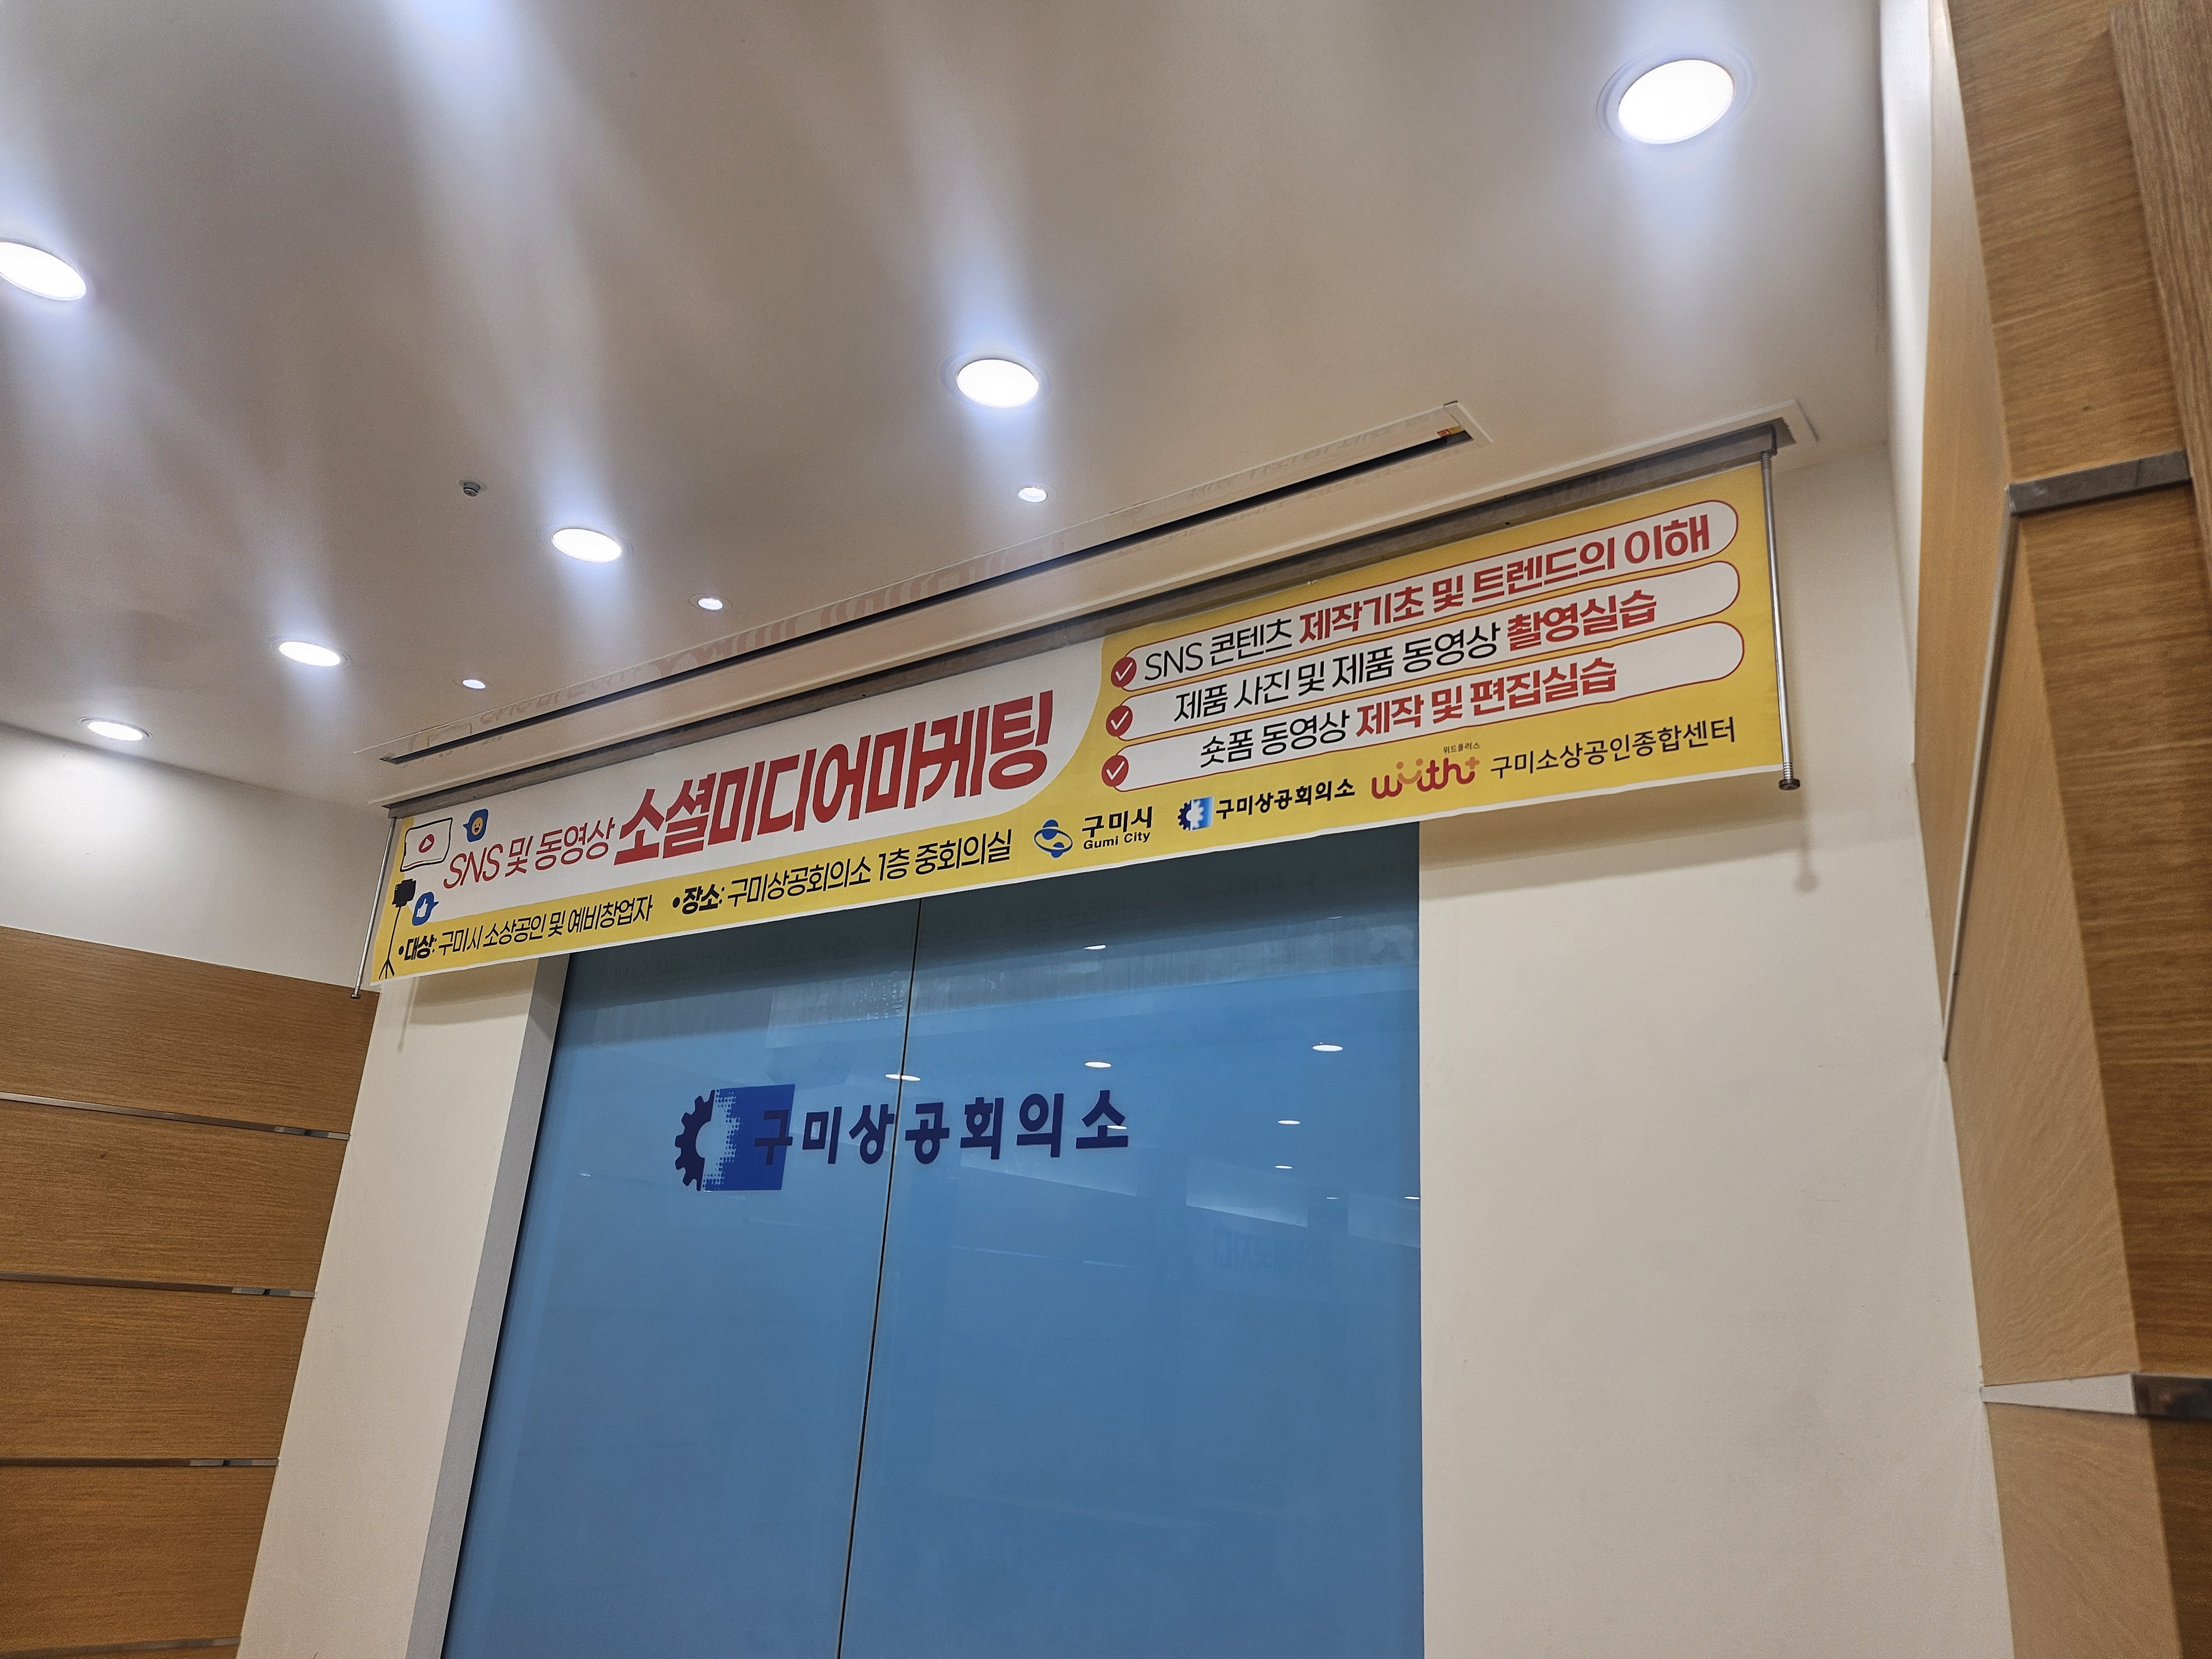 SNS 및 동영상 소셜미디어마케팅
•대상: 구미시 소상공인 및 예비창업자 •장소: 구미상공회의소 1층 중회의실
SNS 콘텐츠 제작기초 및 트렌드의 이해
제품 사진 및 제품 동영상 촬영실습
숏폼 동영상 제작 및 편집실습
구미시
Gumi City
구미상공회의소
위드플러스
with+
구미소상공인종합센터
구미상공회의소